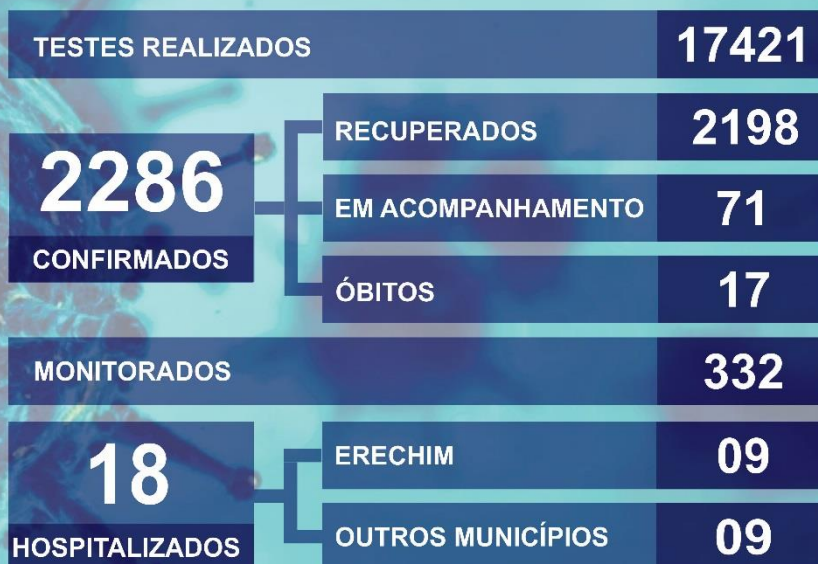 TESTES REALIZADOS 17421
2286
CONFIRMADOS
RECUPERADOS 2198
EM ACOMPANHAMENTO 71
ÓBITOS 17
MONITORADOS 332
18
HOSPITALIZADOS
ERECHIM 09
OUTROS MUNICÍPIOS 09